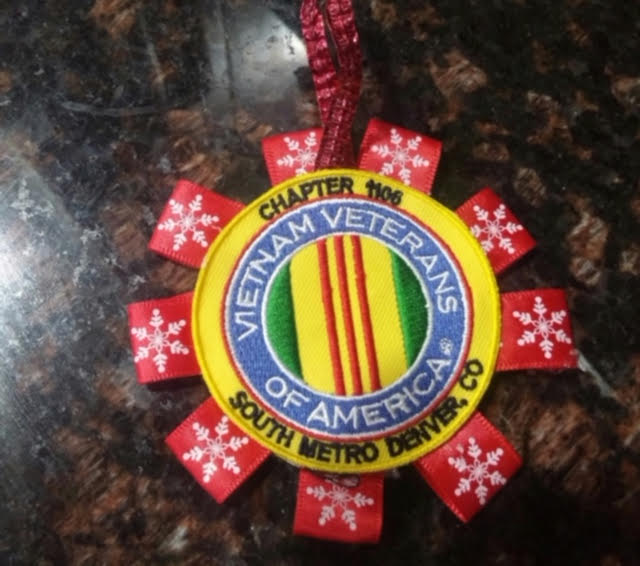 CHAPTER 1106
VIETNAM VETERANS
OF AMERICA®
SOUTH METRO DENVER, CO